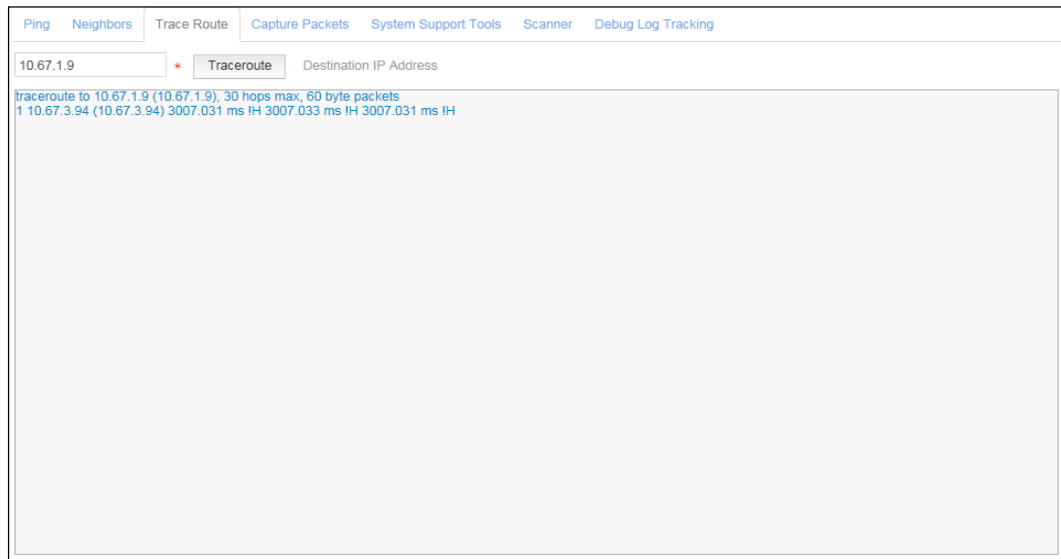 Ping Neighbors Trace Route Capture Packets System Support Tools Scanner Debug Log Tracking
10.67.1.9 * Traceroute Destination IP Address
traceroute to 10.67.1.9 (10.67.1.9), 30 hops max, 60 byte packets
1 10.67.3.94 (10.67.3.94) 3007.031 ms !H 3007.033 ms !H 3007.031 ms !H